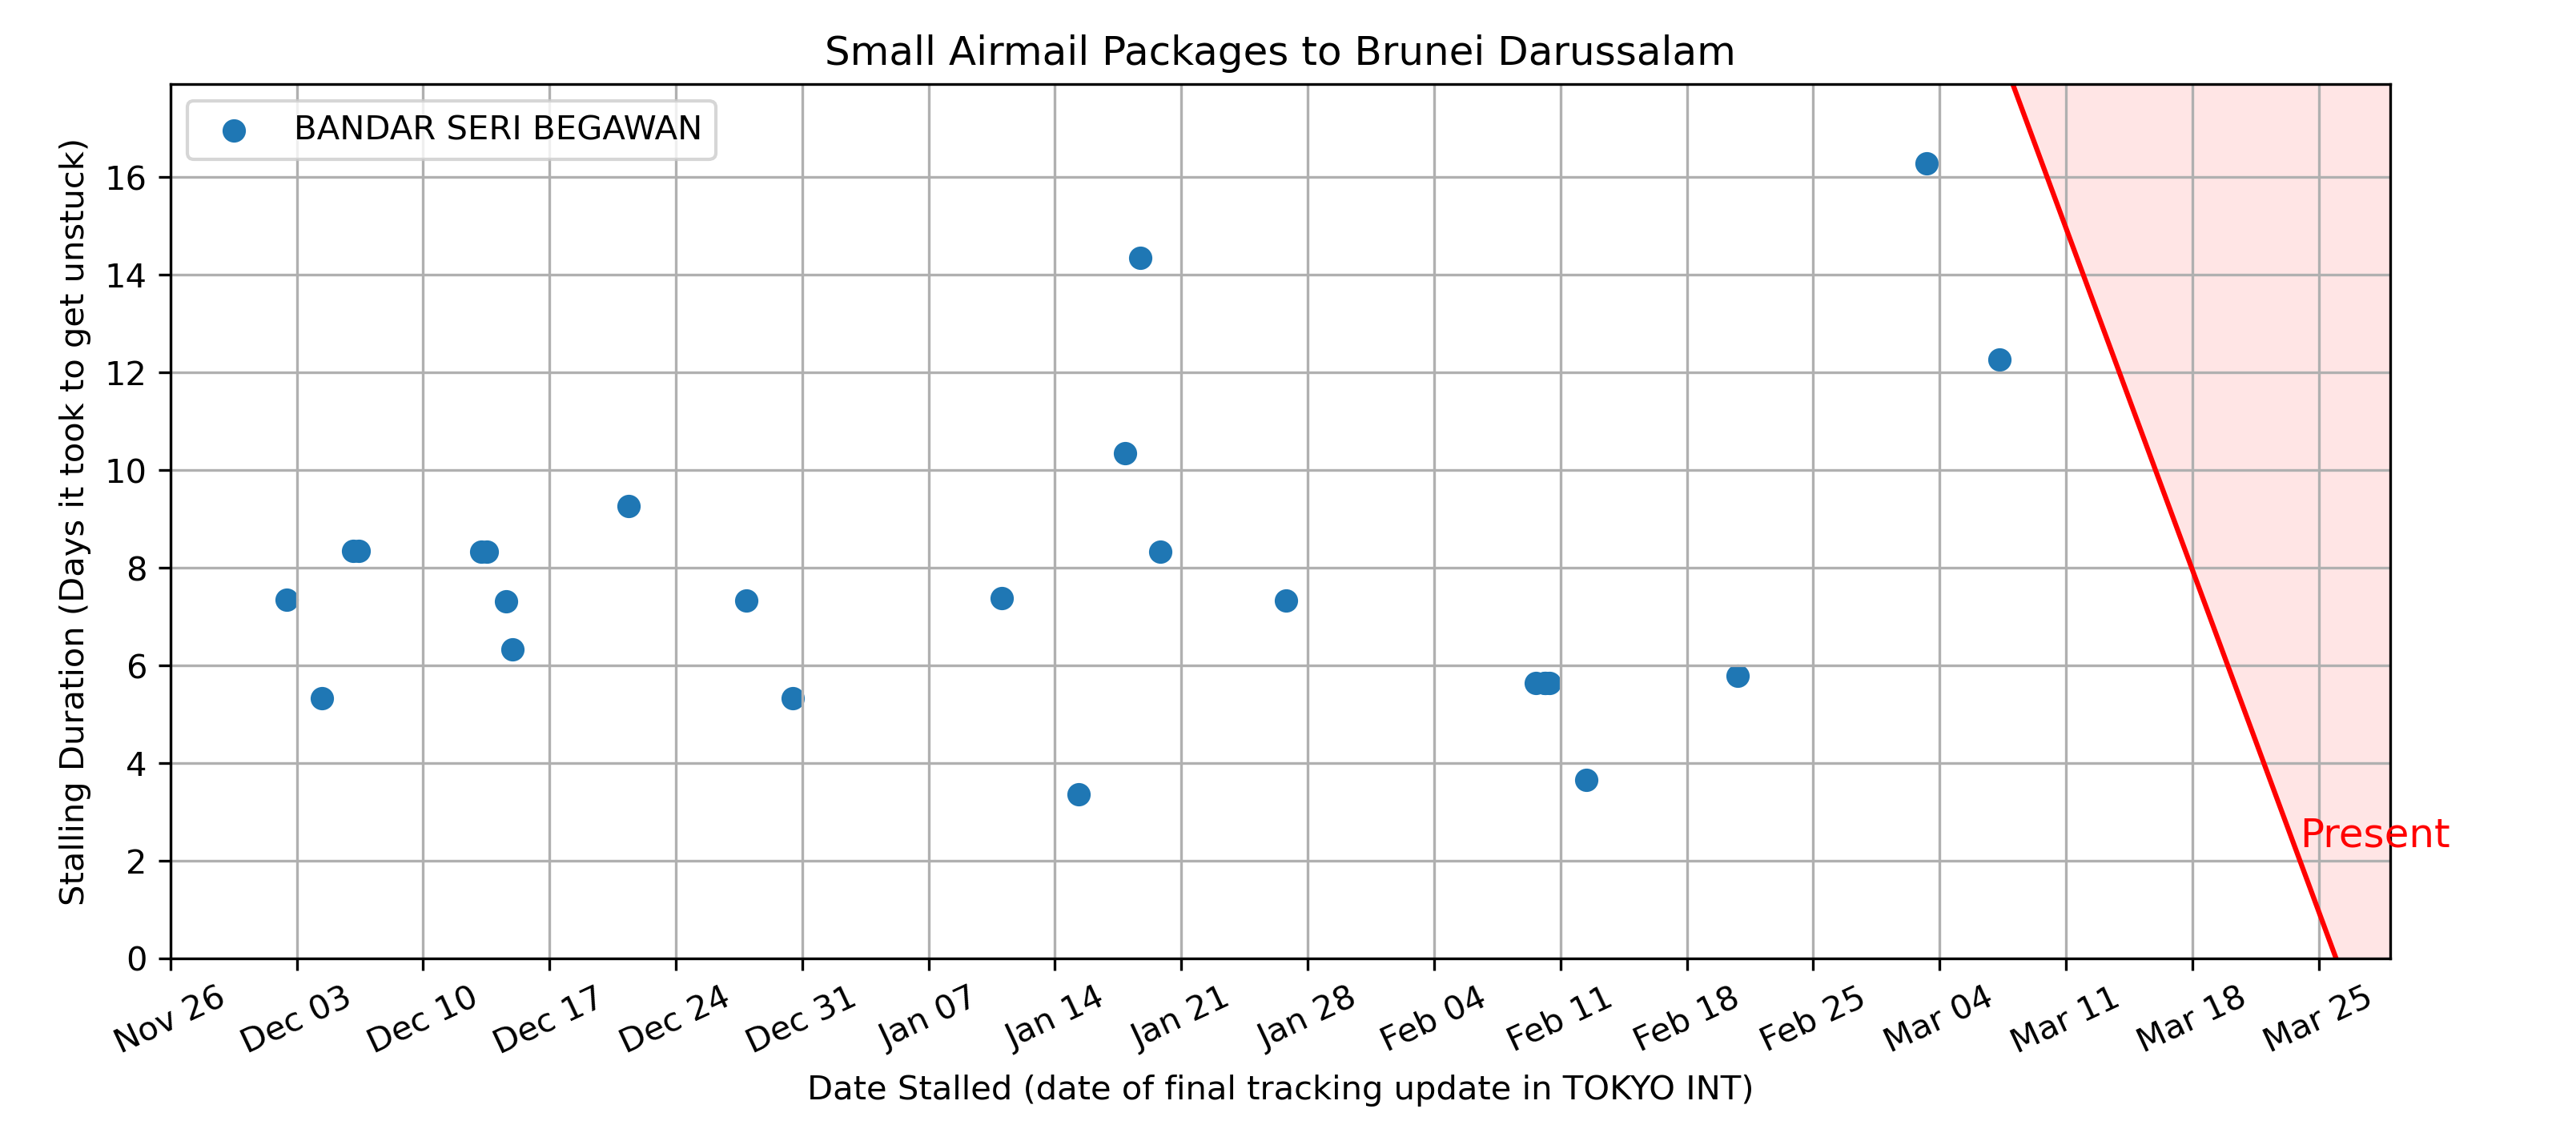 Small Airmail Packages to Brunei Darussalam
BANDAR SERI BEGAWAN
Stalling Duration (Days it took to get unstuck)
16
14
12
10
8
6
4
2
0
Present
Nov 26
Dec 03
Dec 10
Dec 17
Dec 24
Dec 31
Jan 07
Jan 14
Jan 21
Jan 28
Feb 04
Feb 11
Feb 18
Feb 25
Mar 04
Mar 11
Mar 18
Mar 25
Date Stalled (date of final tracking update in TOKYO INT)